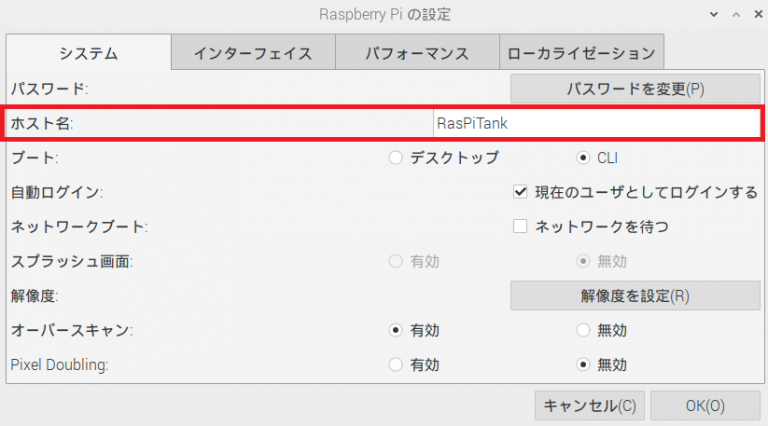 Raspberry Pi の設定
システム インターフェイス パフォーマンス ローカライゼーション
パスワード: パスワードを変更(P)
ホスト名: RasPiTank
ブート: デスクトップ CLI
自動ログイン: 現在のユーザとしてログインする
ネットワークブート: ネットワークを待つ
スプラッシュ画面: 有効 無効
解像度: 解像度を設定(R)
オーバースキャン: 有効 無効
Pixel Doubling: 有効 無効
キャンセル(C) OK(O)